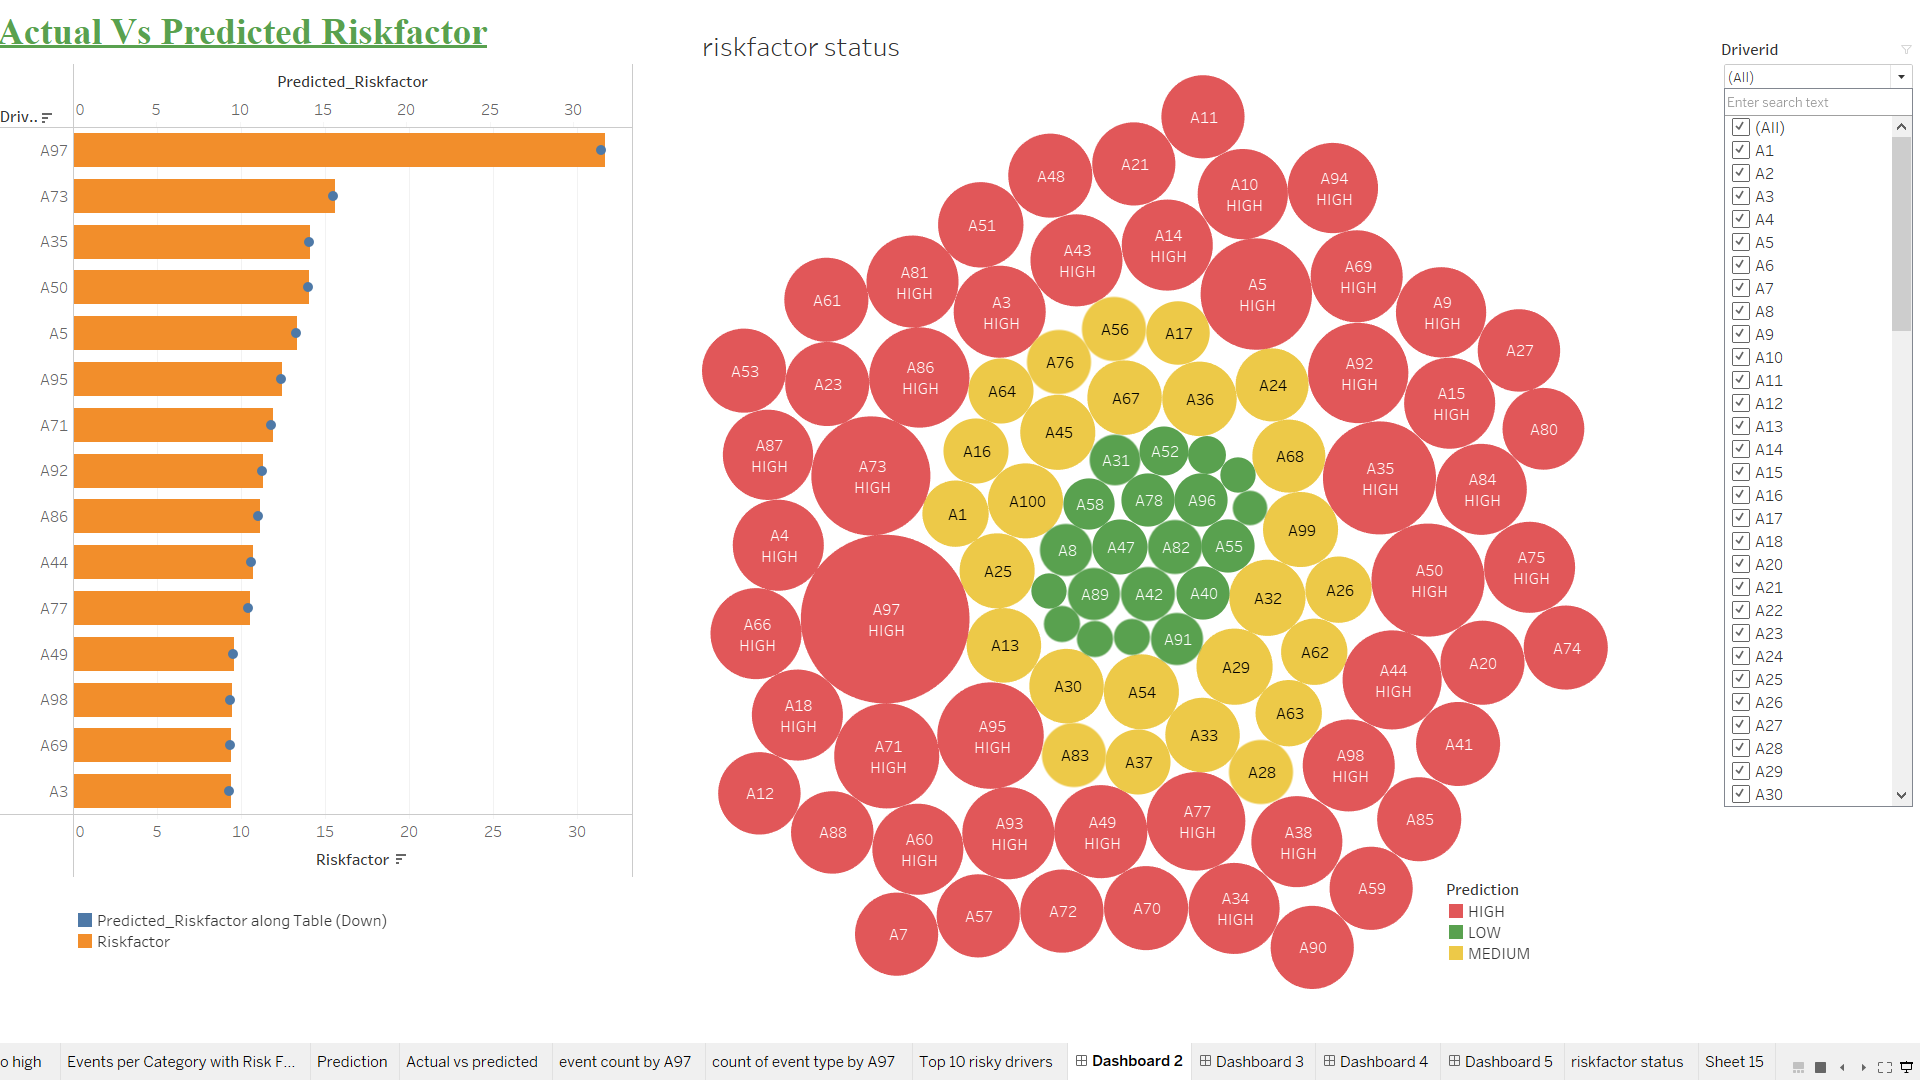 Actual Vs Predicted Riskfactor
Predicted_Riskfactor
0 5 10 15 20 25 30
Driv..
A97
A73
A35
A50
A5
A95
A71
A92
A86
A44
A77
A49
A98
A69
A3
0 5 10 15 20 25 30
Riskfactor
Predicted_Riskfactor along Table (Down)
Riskfactor
riskfactor status
A11
A21
A48
A10
HIGH
A94
HIGH
A51
A43
HIGH
A14
HIGH
A81
HIGH
A5
HIGH
A69
HIGH
A61
A3
HIGH
A9
HIGH
A56
A17
A27
A53
A23
A86
HIGH
A76
A64
A67
A36
A24
A92
HIGH
A15
HIGH
A80
A87
HIGH
A73
HIGH
A16
A45
A31
A52
A68
A35
HIGH
A84
HIGH
A1
A100
A58
A78
A96
A99
A4
HIGH
A25
A8
A47
A82
A55
A50
HIGH
A75
HIGH
A97
HIGH
A89
A42
A40
A32
A26
A66
HIGH
A13
A91
A29
A62
A44
HIGH
A20
A74
A18
HIGH
A30
A54
A63
A71
HIGH
A95
HIGH
A83
A37
A33
A28
A98
HIGH
A41
A12
A88
A60
HIGH
A93
HIGH
A49
HIGH
A77
HIGH
A38
HIGH
A85
A7
A57
A72
A70
A34
HIGH
A59
A90
Prediction
HIGH
LOW
MEDIUM
Driverid
(All)
Enter search text
(All)
A1
A2
A3
A4
A5
A6
A7
A8
A9
A10
A11
A12
A13
A14
A15
A16
A17
A18
A20
A21
A22
A23
A24
A25
A26
A27
A28
A29
A30
o high
Events per Category with Risk F...
Prediction
Actual vs predicted
event count by A97
count of event type by A97
Top 10 risky drivers
Dashboard 2
Dashboard 3
Dashboard 4
Dashboard 5
riskfactor status
Sheet 15